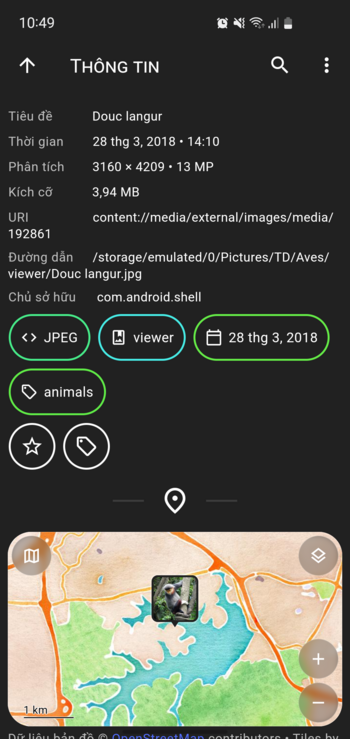 10:49
THÔNG TIN
Tiêu đề Douc langur
Thời gian 28 thg 3, 2018 • 14:10
Phân tích 3160 × 4209 • 13 MP
Kích cỡ 3,94 MB
URI content://media/external/images/media/
192861
Đường dẫn /storage/emulated/0/Pictures/TD/Aves/
viewer/Douc langur.jpg
Chủ sở hữu com.android.shell
JPEG viewer 28 thg 3, 2018
animals
1 km
Dữ liệu bản đồ © OpenStreetMap contributors • Tiles by